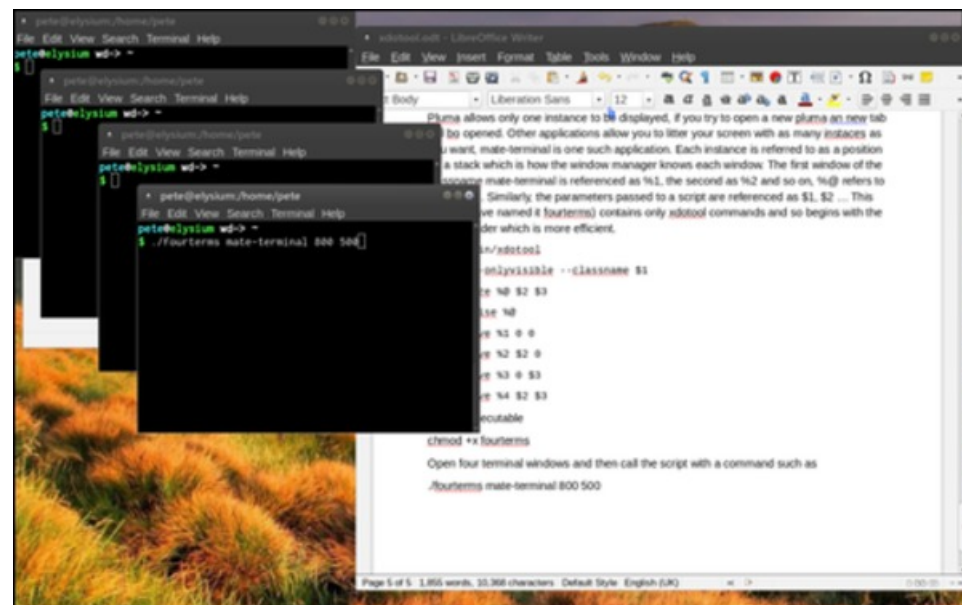 pete@elysium:/home/pete
File Edit View Search Terminal Help
pete@elysium wd-> ~
$
pete@elysium:/home/pete
File Edit View Search Terminal Help
pete@elysium wd-> ~
$
pete@elysium:/home/pete
File Edit View Search Terminal Help
pete@elysium wd-> ~
$
pete@elysium:/home/pete
File Edit View Search Terminal Help
pete@elysium wd-> ~
$ ./fourterms mate-terminal 800 500
xdotool.odt - LibreOffice Writer
File Edit View Insert Format Table Tools Window Help
t Body Liberation Sans 12
Pluma allows only one instance to be displayed, if you try to open a new pluma an new tab
bo opened. Other applications allow you to litter your screen with as many instaces as
u want, mate-terminal is one such application. Each instance is referred to as a position
a stack which is how the window manager knows each window. The first window of the
mate-terminal is referenced as %1, the second as %2 and so on, %@ refers to
. Similarly, the parameters passed to a script are referenced as $1, $2 .... This
ve named it fourterms) contains only xdotool commands and so begins with the
der which is more efficient.
in/xdotool
-onlyvisible --classname $1
te %@ $2 $3
ise %@
ve %1 0 0
ve %2 $2 0
ve %3 0 $3
ve %4 $2 $3
ecutable
chmod +x fourterms
Open four terminal windows and then call the script with a command such as
./fourterms mate-terminal 800 500
Page 5 of 5 1,855 words, 10,368 characters Default Style English (UK)